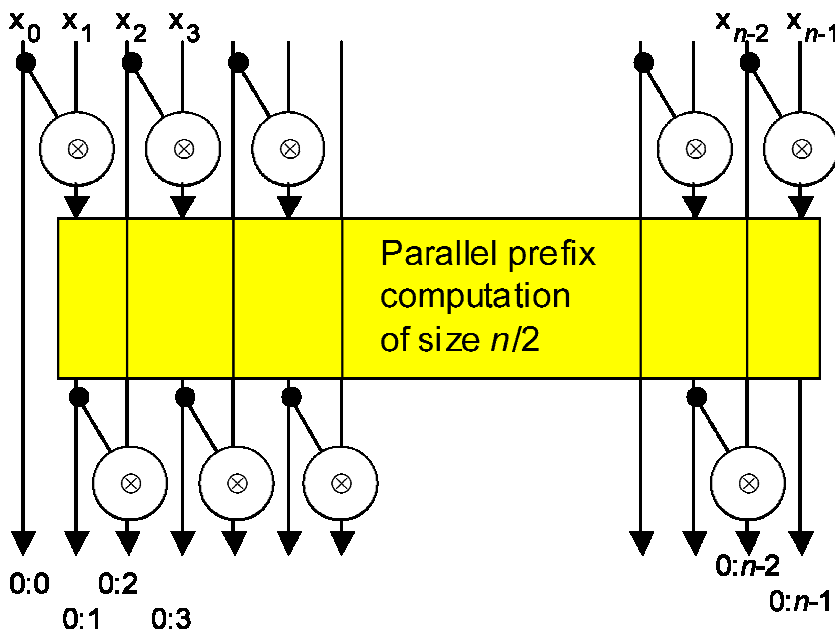 x0 x1 x2 x3 xn-2 xn-1
⊗ ⊗ ⊗ ⊗ ⊗
Parallel prefix
computation
of size n/2
⊗ ⊗ ⊗ ⊗
0:0 0:2 0:n-2
0:1 0:3 0:n-1